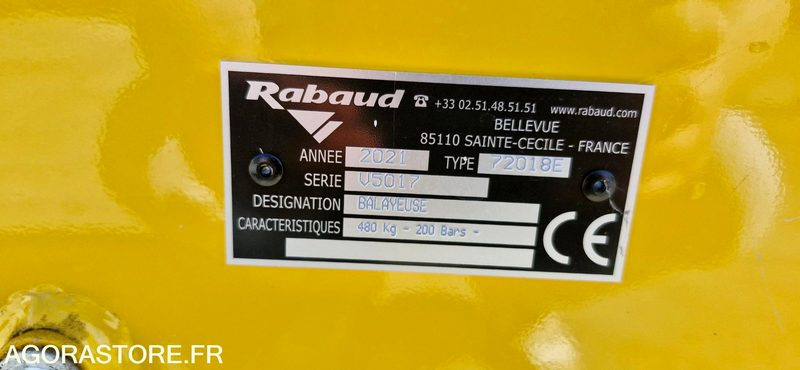 Rabaud ☎ +33 02.51.48.51.51 www.rabaud.com
BELLEVUE
85110 SAINTE-CECILE - FRANCE
ANNEE 2021 TYPE 72018E
SERIE V5017
DESIGNATION BALAYEUSE
CARACTERISTIQUES 480 Kg - 200 Bars -
CE
AGORASTORE.FR